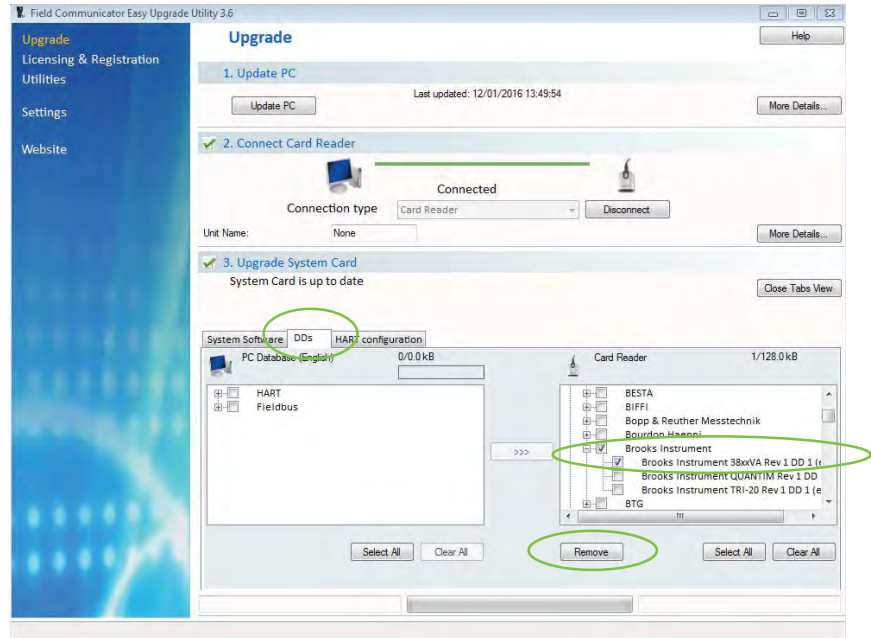 Field Communicator Easy Upgrade Utility 3.6
Upgrade
Licensing & Registration
Utilities
Settings
Website
Upgrade
Help
1. Update PC
Update PC
Last updated: 12/01/2016 13:49:54
More Details...
2. Connect Card Reader
Connected
Connection type
Card Reader
Disconnect
Unit Name:
None
More Details...
3. Upgrade System Card
System Card is up to date
Close Tabs View
System Software
DDs
HART configuration
PC Database (English)
0/0.0 kB
HART
Fieldbus
>>>
Card Reader
1/128.0 kB
BESTA
BIFFI
Bopp & Reuther Messtechnik
Bourdon Haenni
Brooks Instrument
Brooks Instrument 38xxVA Rev 1 DD 1 (e
Brooks Instrument QUANTIM Rev 1 DD
Brooks Instrument TRI-20 Rev 1 DD 1 (e
BTG
Select All
Clear All
Remove
Select All
Clear All